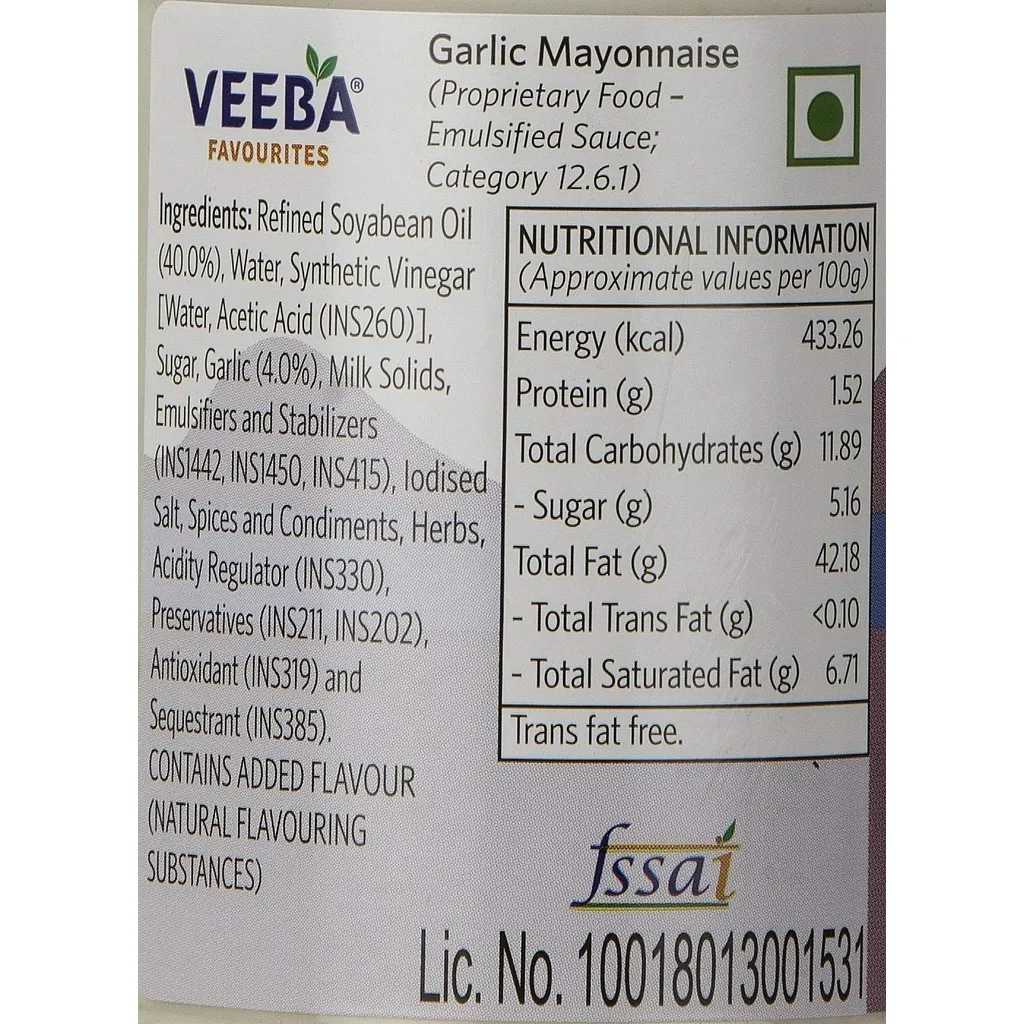 VEEBA®
FAVOURITES
Garlic Mayonnaise
(Proprietary Food –
Emulsified Sauce;
Category 12.6.1)
Ingredients: Refined Soyabean Oil
(40.0%), Water, Synthetic Vinegar
[Water, Acetic Acid (INS260)],
Sugar, Garlic (4.0%), Milk Solids,
Emulsifiers and Stabilizers
(INS1442, INS1450, INS415), Iodised
Salt, Spices and Condiments, Herbs,
Acidity Regulator (INS330),
Preservatives (INS211, INS202),
Antioxidant (INS319) and
Sequestrant (INS385).
CONTAINS ADDED FLAVOUR
(NATURAL FLAVOURING
SUBSTANCES)
NUTRITIONAL INFORMATION
(Approximate values per 100g)
Energy (kcal) 433.26
Protein (g) 1.52
Total Carbohydrates (g) 11.89
- Sugar (g) 5.16
Total Fat (g) 42.18
- Total Trans Fat (g) <0.10
- Total Saturated Fat (g) 6.71
Trans fat free.
fssai
Lic. No. 10018013001531